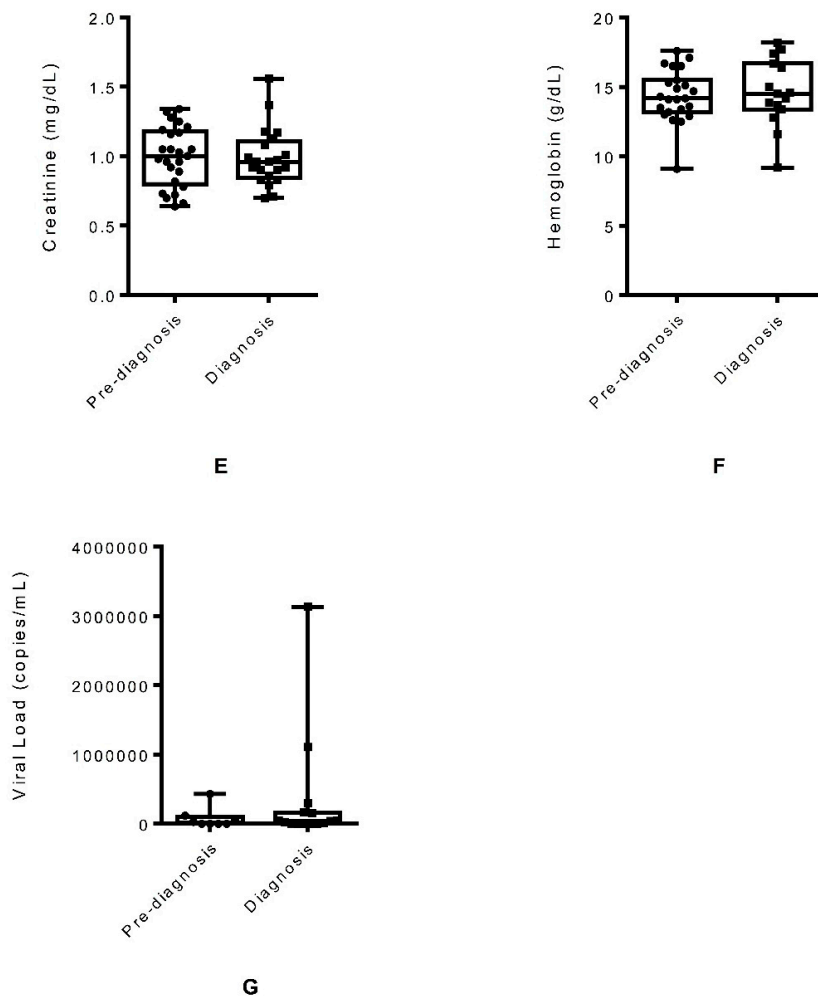 Creatinine (mg/dL)
2.0
1.5
1.0
0.5
0.0
Pre-diagnosis
Diagnosis
E
Hemoglobin (g/dL)
20
15
10
5
0
Pre-diagnosis
Diagnosis
F
Viral Load (copies/mL)
4000000
3000000
2000000
1000000
0
Pre-diagnosis
Diagnosis
G